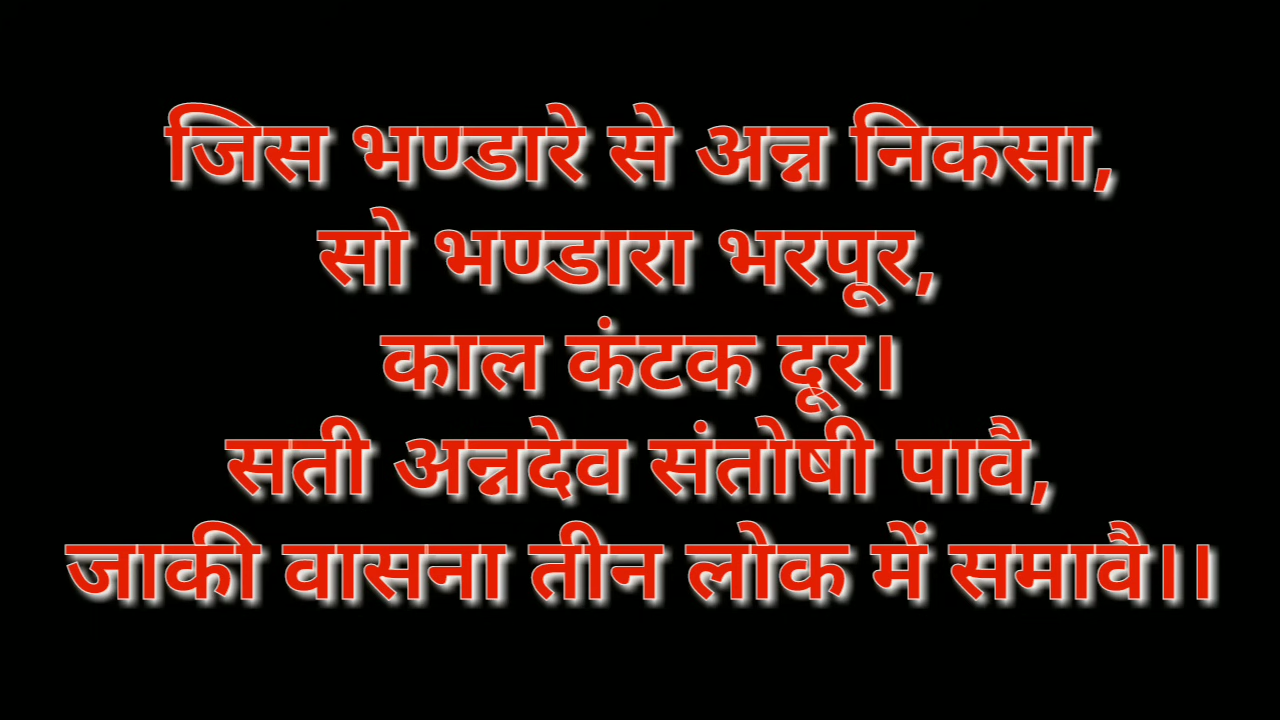 जिस भण्डारे से अन्न निकसा,
सो भण्डारा भरपूर,
काल कंटक दूर।
सती अन्नदेव संतोषी पावै,
जाकी वासना तीन लोक में समावै।।